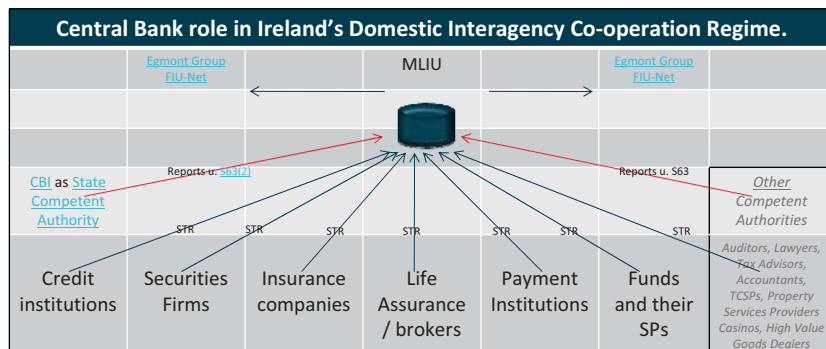 Central Bank role in Ireland's Domestic Interagency Co-operation Regime.
Egmont Group
FIU-Net
MLIU
Egmont Group
FIU-Net
Reports u. S63(2)
Reports u. S63
CBI as State
Competent
Authority
Other
Competent
Authorities
STR
STR
STR
STR
STR
STR
STR
Credit
institutions
Securities
Firms
Insurance
companies
Life
Assurance
/ brokers
Payment
Institutions
Funds
and their
SPs
Auditors, Lawyers,
Tax Advisors,
Accountants,
TCSPs, Property
Services Providers
Casinos, High Value
Goods Dealers